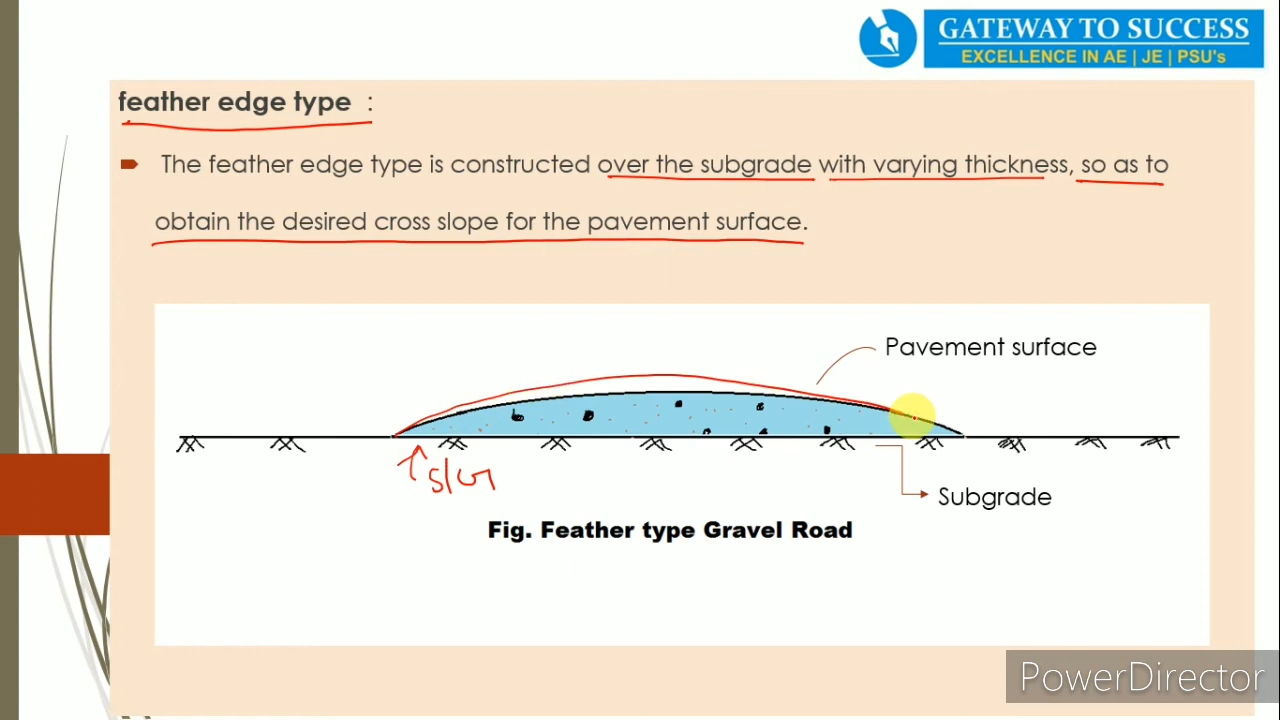 GATEWAY TO SUCCESS
EXCELLENCE IN AE | JE | PSU's
feather edge type :
The feather edge type is constructed over the subgrade with varying thickness, so as to
obtain the desired cross slope for the pavement surface.
Pavement surface
S/G
Subgrade
Fig. Feather type Gravel Road
PowerDirector